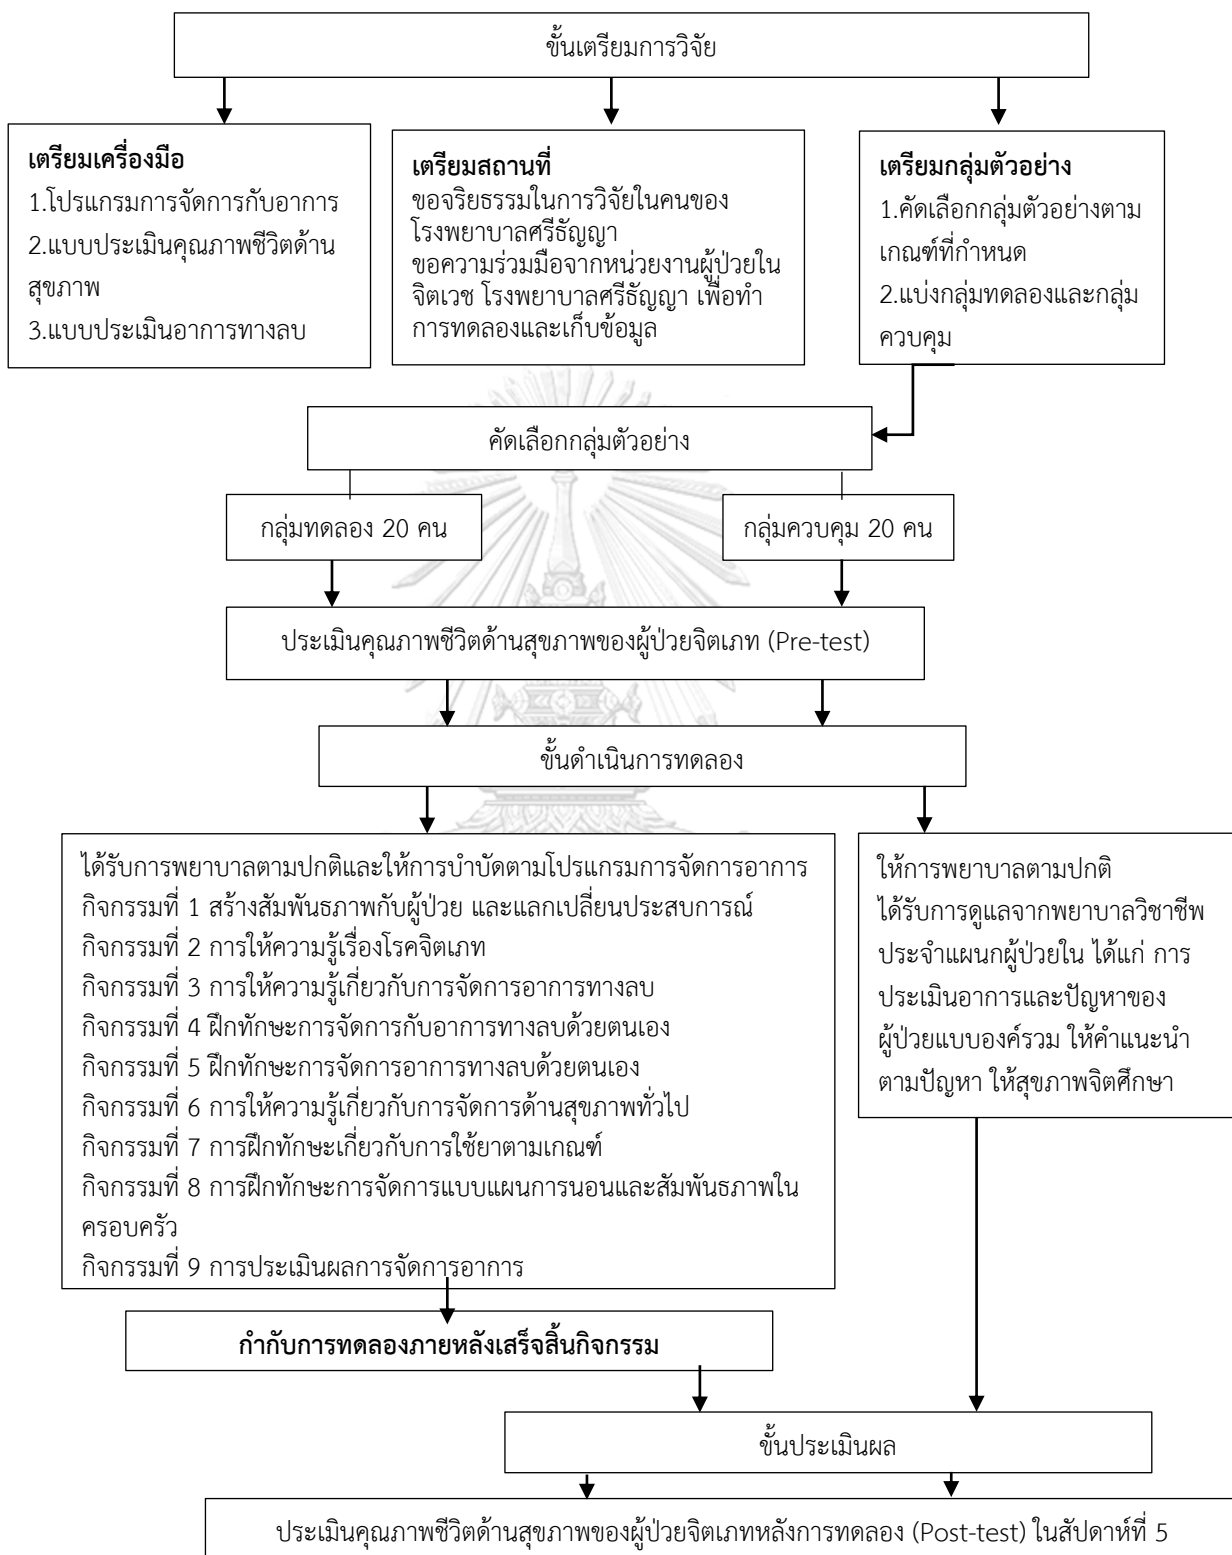 ขั้นเตรียมการวิจัย
เตรียมเครื่องมือ
1.โปรแกรมการจัดการกับอาการ
2.แบบประเมินคุณภาพชีวิตด้าน
สุขภาพ
3.แบบประเมินอาการทางลบ
เตรียมสถานที่
ขอจริยธรรมในการวิจัยในคนของ
โรงพยาบาลศรีธัญญา
ขอความร่วมมือจากหน่วยงานผู้ป่วยใน
จิตเวช โรงพยาบาลศรีธัญญา เพื่อทำ
การทดลองและเก็บข้อมูล
เตรียมกลุ่มตัวอย่าง
1.คัดเลือกกลุ่มตัวอย่างตาม
เกณฑ์ที่กำหนด
2.แบ่งกลุ่มทดลองและกลุ่ม
ควบคุม
คัดเลือกกลุ่มตัวอย่าง
กลุ่มทดลอง 20 คน
กลุ่มควบคุม 20 คน
ประเมินคุณภาพชีวิตด้านสุขภาพของผู้ป่วยจิตเภท (Pre-test)
ขั้นดำเนินการทดลอง
ได้รับการพยาบาลตามปกติและให้การบำบัดตามโปรแกรมการจัดการอาการ
กิจกรรมที่ 1 สร้างสัมพันธภาพกับผู้ป่วย และแลกเปลี่ยนประสบการณ์
กิจกรรมที่ 2 การให้ความรู้เรื่องโรคจิตเภท
กิจกรรมที่ 3 การให้ความรู้เกี่ยวกับการจัดการอาการทางลบ
กิจกรรมที่ 4 ฝึกทักษะการจัดการกับอาการทางลบด้วยตนเอง
กิจกรรมที่ 5 ฝึกทักษะการจัดการอาการทางลบด้วยตนเอง
กิจกรรมที่ 6 การให้ความรู้เกี่ยวกับการจัดการด้านสุขภาพทั่วไป
กิจกรรมที่ 7 การฝึกทักษะเกี่ยวกับการใช้ยาตามเกณฑ์
กิจกรรมที่ 8 การฝึกทักษะการจัดการแบบแผนการนอนและสัมพันธภาพใน
ครอบครัว
กิจกรรมที่ 9 การประเมินผลการจัดการอาการ
ให้การพยาบาลตามปกติ
ได้รับการดูแลจากพยาบาลวิชาชีพ
ประจำแผนกผู้ป่วยใน ได้แก่ การ
ประเมินอาการและปัญหาของ
ผู้ป่วยแบบองค์รวม ให้คำแนะนำ
ตามปัญหา ให้สุขภาพจิตศึกษา
กำกับการทดลองภายหลังเสร็จสิ้นกิจกรรม
ขั้นประเมินผล
ประเมินคุณภาพชีวิตด้านสุขภาพของผู้ป่วยจิตเภทหลังการทดลอง (Post-test) ในสัปดาห์ที่ 5